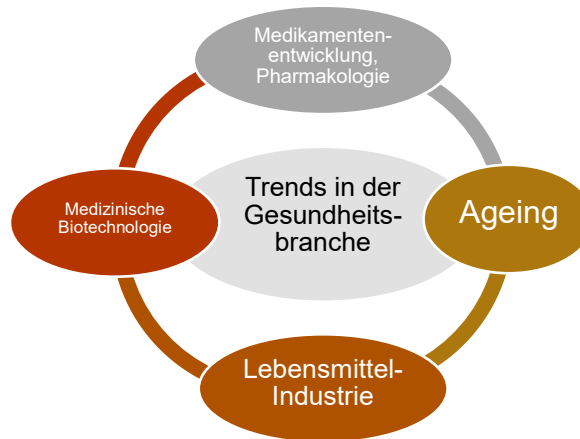 Medikamenten-
entwicklung,
Pharmakologie
Medizinische
Biotechnologie
Trends in der
Gesundheits-
branche
Ageing
Lebensmittel-
Industrie